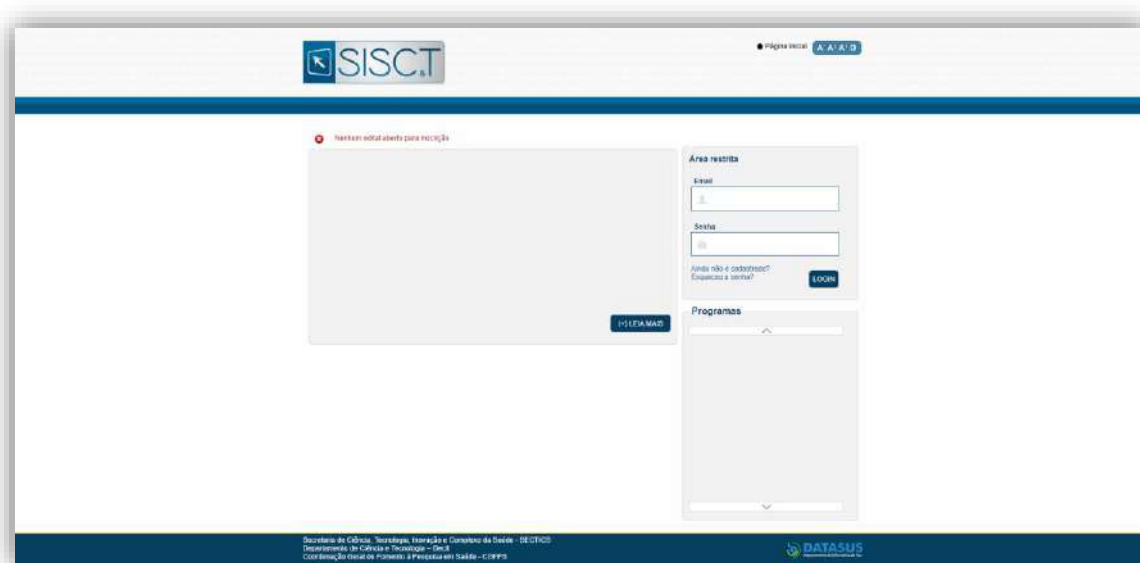 SISC&T
Página Inicial A- A+ A+ D
Nenhum edital aberto para inscrição
Área restrita
Email
Senha
Ainda não é cadastrado?
Esqueceu a senha?
LOGIN
[+] LEIA MAIS
Programas
Secretaria de Ciência, Tecnologia, Inovação e Complexo da Saúde - SECTICS
Departamento de Ciência e Tecnologia – Decit
Coordenação Geral de Fomento à Pesquisa em Saúde - CGFPS
DATASUS